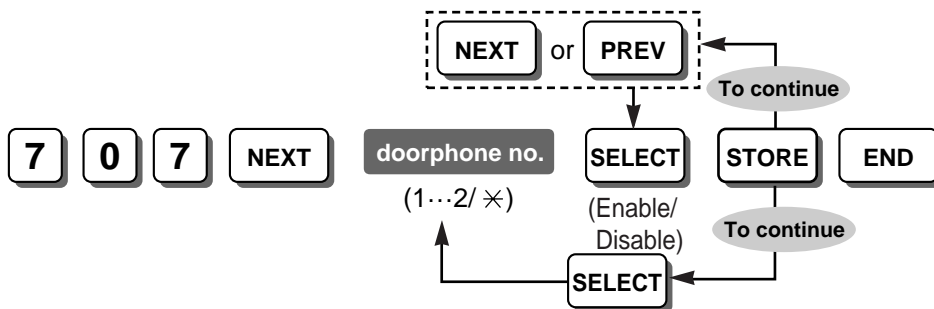 NEXT or PREV
To continue
7 0 7 NEXT doorphone no. SELECT STORE END
(1···2/ ✳)
(Enable/
Disable)
To continue
SELECT